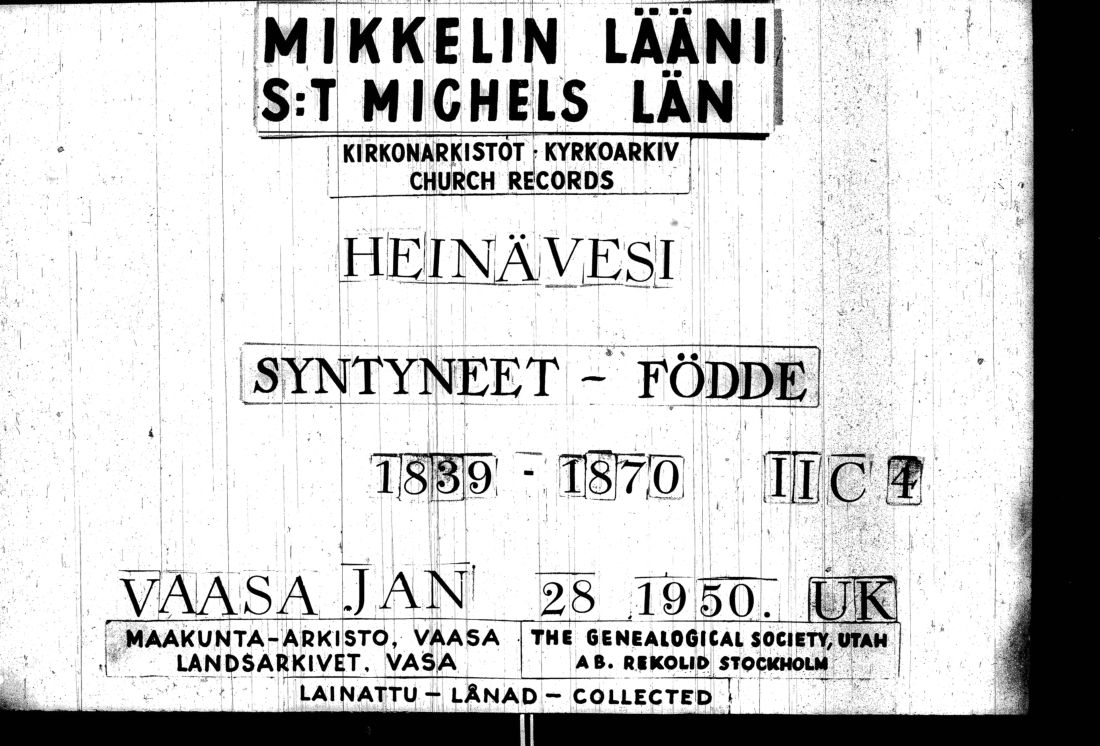 MIKKELIN LÄÄNI
S:T MICHELS LÄN
KIRKONARKISTOT · KYRKOARKIV
CHURCH RECORDS
HEINÄVESI
SYNTYNEET - FÖDDE
1839 - 1870 IIC 4
VAASA JAN 28 1950. UK
MAAKUNTA-ARKISTO, VAASA
LANDSARKIVET. VASA
THE GENEALOGICAL SOCIETY, UTAH
AB. REKOLID STOCKHOLM
LAINATTU - LÅNAD - COLLECTED